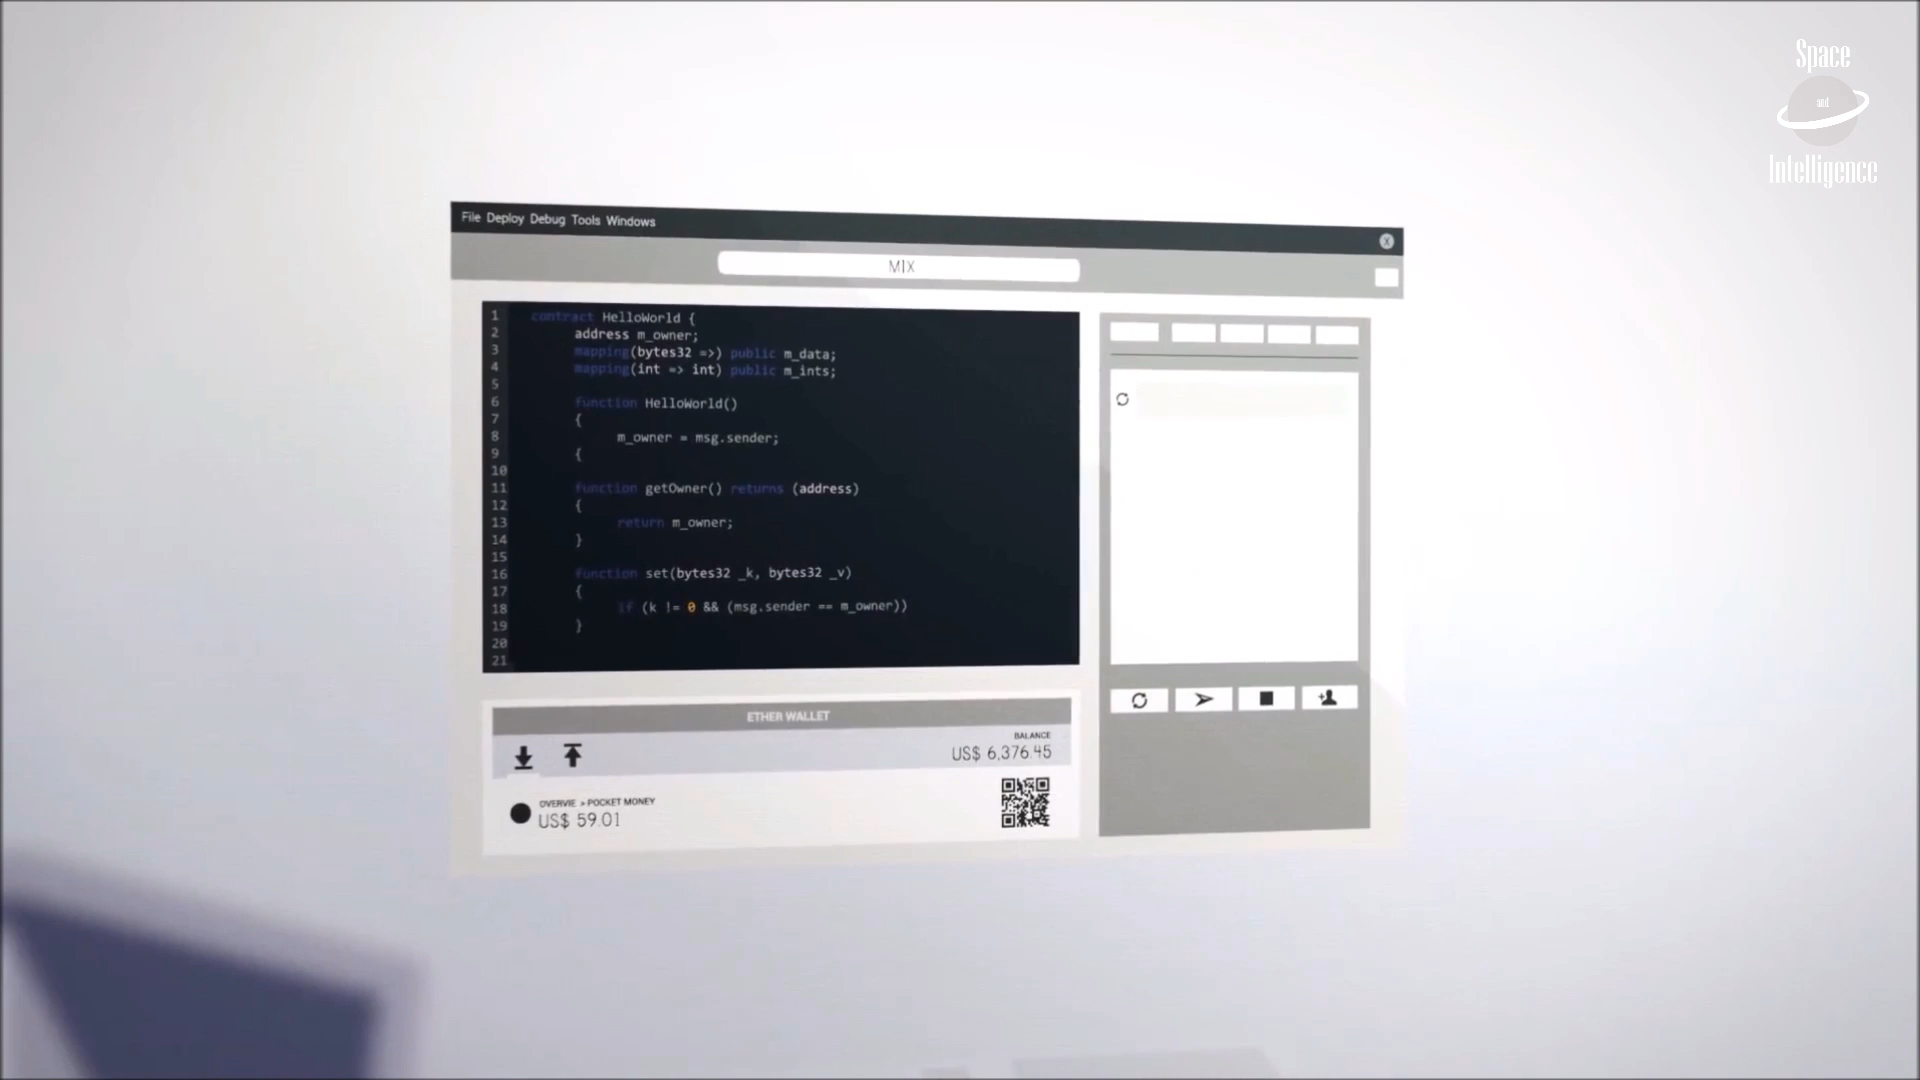 Space
and
Intelligence
File Deploy Debug Tools Windows
X
MIX
1 contract HelloWorld {
2 address m_owner;
3 mapping(bytes32 =>) public m_data;
4 mapping(int => int) public m_ints;
5
6 function HelloWorld()
7 {
8 m_owner = msg.sender;
9 {
10
11 function getOwner() returns (address)
12 {
13 return m_owner;
14 }
15
16 function set(bytes32 _k, bytes32 _v)
17 {
18 if (k != 0 && (msg.sender == m_owner))
19 }
20
21
ETHER WALLET
BALANCE
US$ 6,376.45
OVERVIE > POCKET MONEY
US$ 59.01